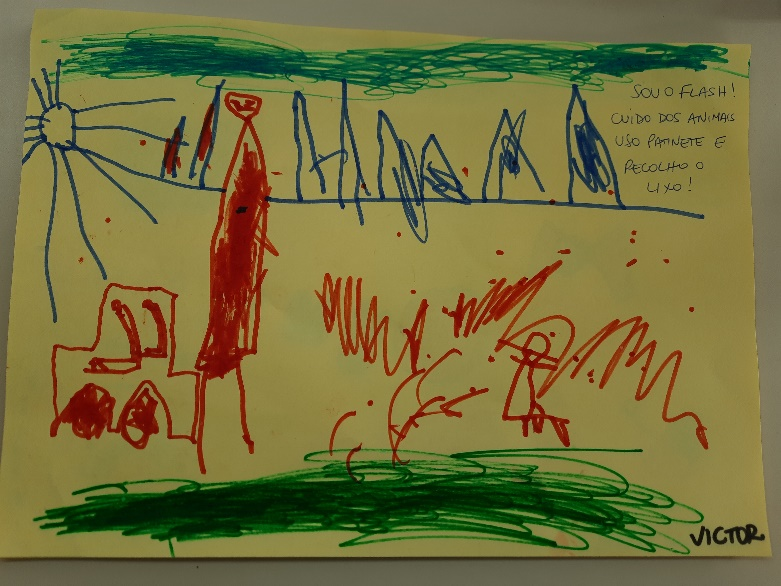 SOU O FLASH!
CUIDO DOS ANIMAIS
USO PATINETE E
RECOLHO O
LIXO!
VICTOR